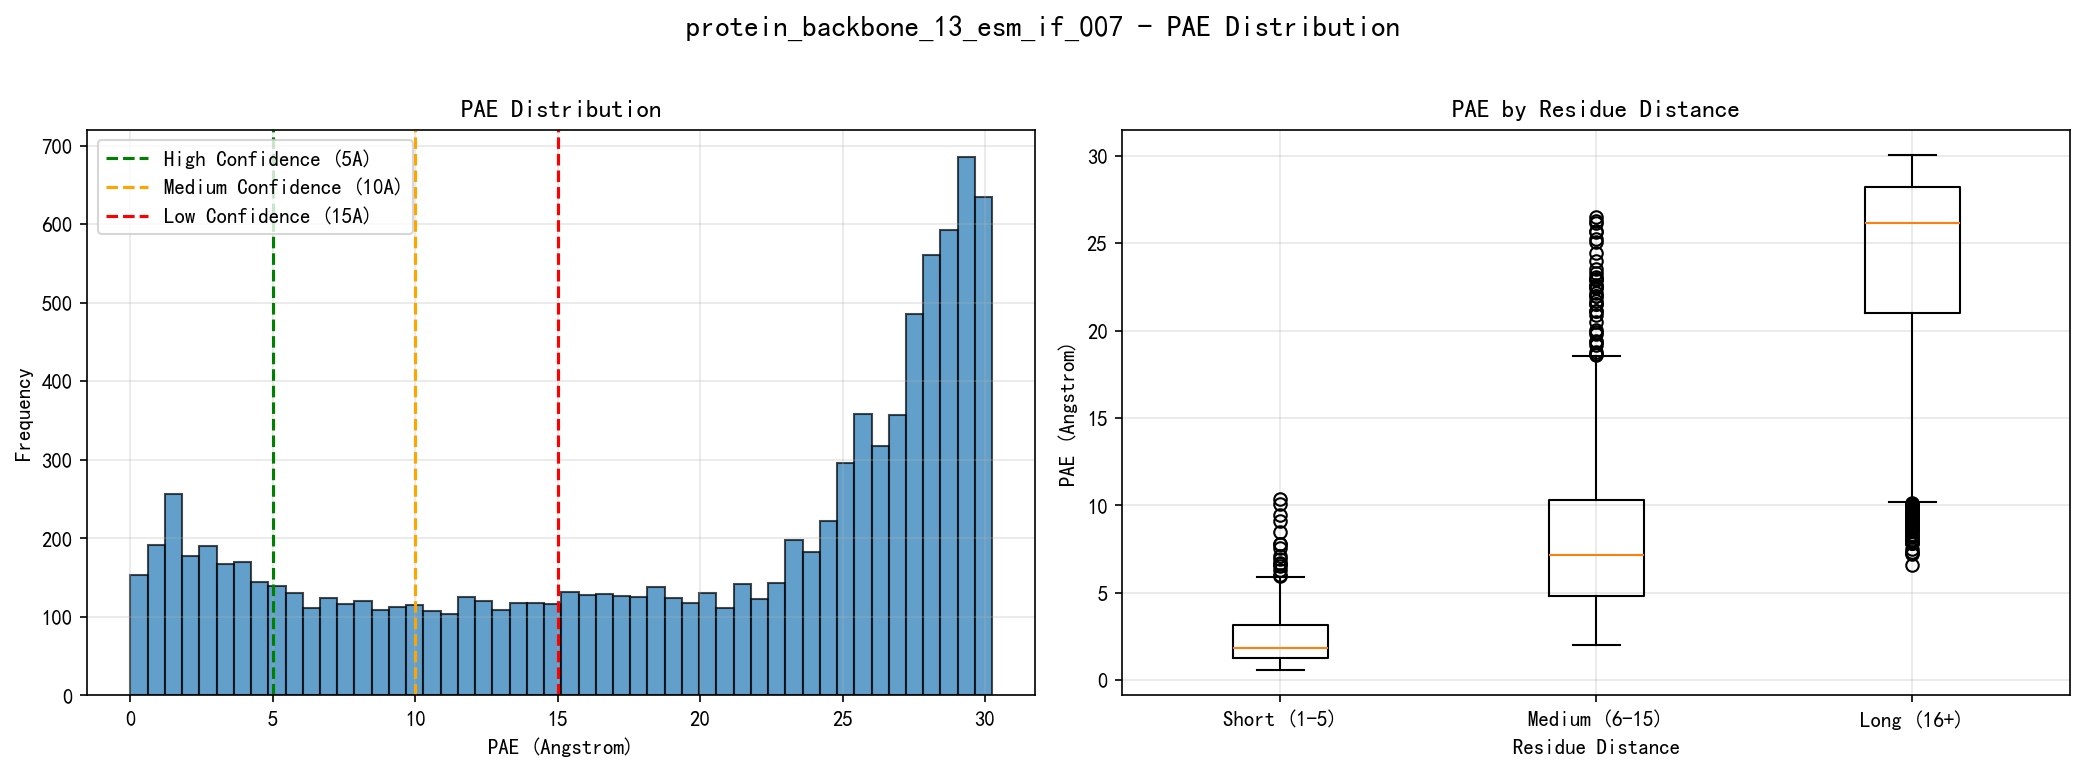 protein_backbone_13_esm_if_007 - PAE Distribution
PAE Distribution
High Confidence (5A)
Medium Confidence (10A)
Low Confidence (15A)
Frequency
700
600
500
400
300
200
100
0
0 5 10 15 20 25 30
PAE (Angstrom)
PAE by Residue Distance
PAE (Angstrom)
30
25
20
15
10
5
0
Short (1-5) Medium (6-15) Long (16+)
Residue Distance